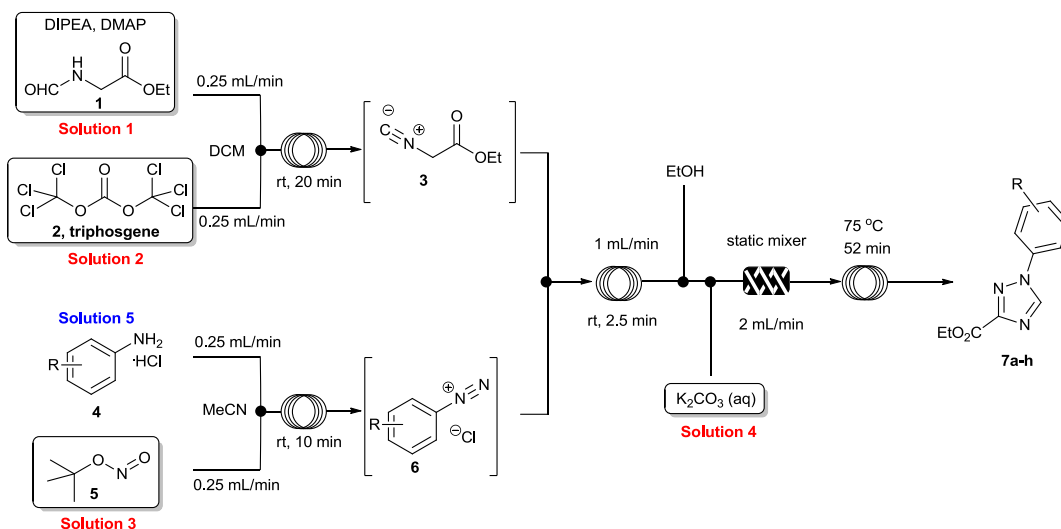 DIPEA, DMAP
O
H
N
OHC
OEt
1
Solution 1
0.25 mL/min
DCM
rt, 20 min
⊖
C
⊕
N
O
OEt
3
Cl
Cl
Cl
O
O
O
Cl
Cl
Cl
2, triphosgene
Solution 2
0.25 mL/min
EtOH
1 mL/min
rt, 2.5 min
static mixer
2 mL/min
75 °C
52 min
K2CO3 (aq)
Solution 4
R
N
N
N
EtO2C
7a-h
Solution 5
NH2
·HCl
R
4
0.25 mL/min
MeCN
rt, 10 min
⊕
N
N
R
⊖Cl
6
O
N
O
5
0.25 mL/min
Solution 3